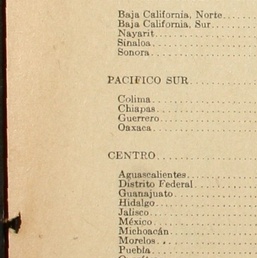 Baja California, Norte....
Baja California, Sur......
Nayarit...................
Sinaloa...................
Sonora....................
PACIFICO SUR..............
Colima....................
Chiapas...................
Guerrero..................
Oaxaca....................
CENTRO....................
Aguascalientes............
Distrito Federal..........
Guanajuato................
Hidalgo...................
Jalisco...................
México....................
Michoacán.................
Morelos...................
Puebla....................